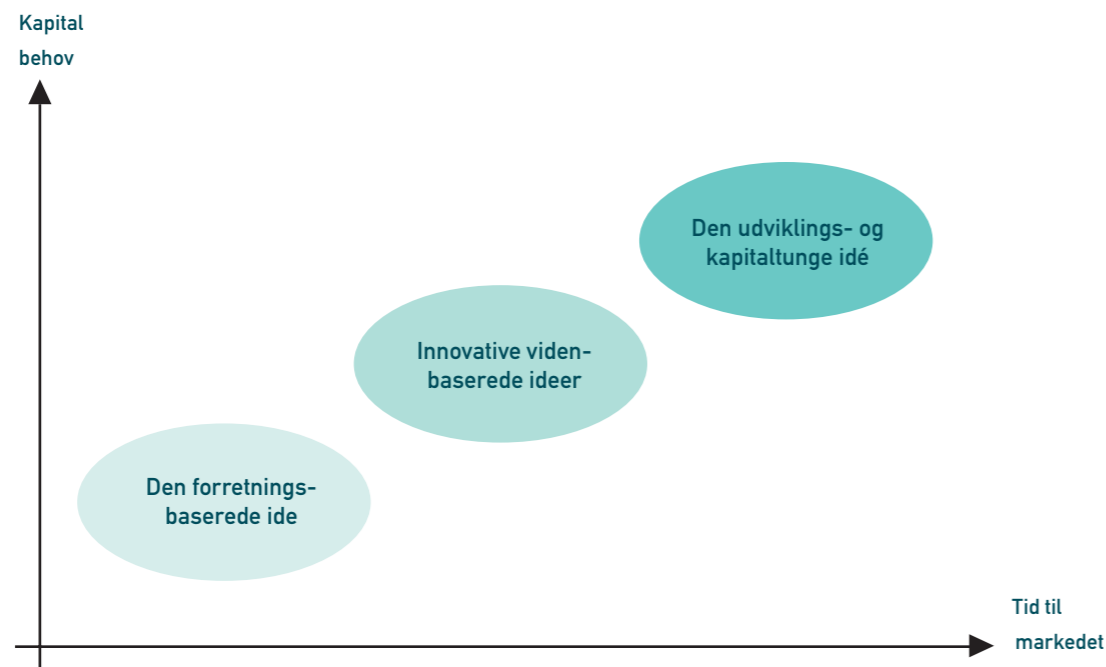 Kapital
behov
Den udviklings- og
kapitaltunge idé
Innovative viden-
baserede ideer
Den forretnings-
baserede ide
Tid til
markedet